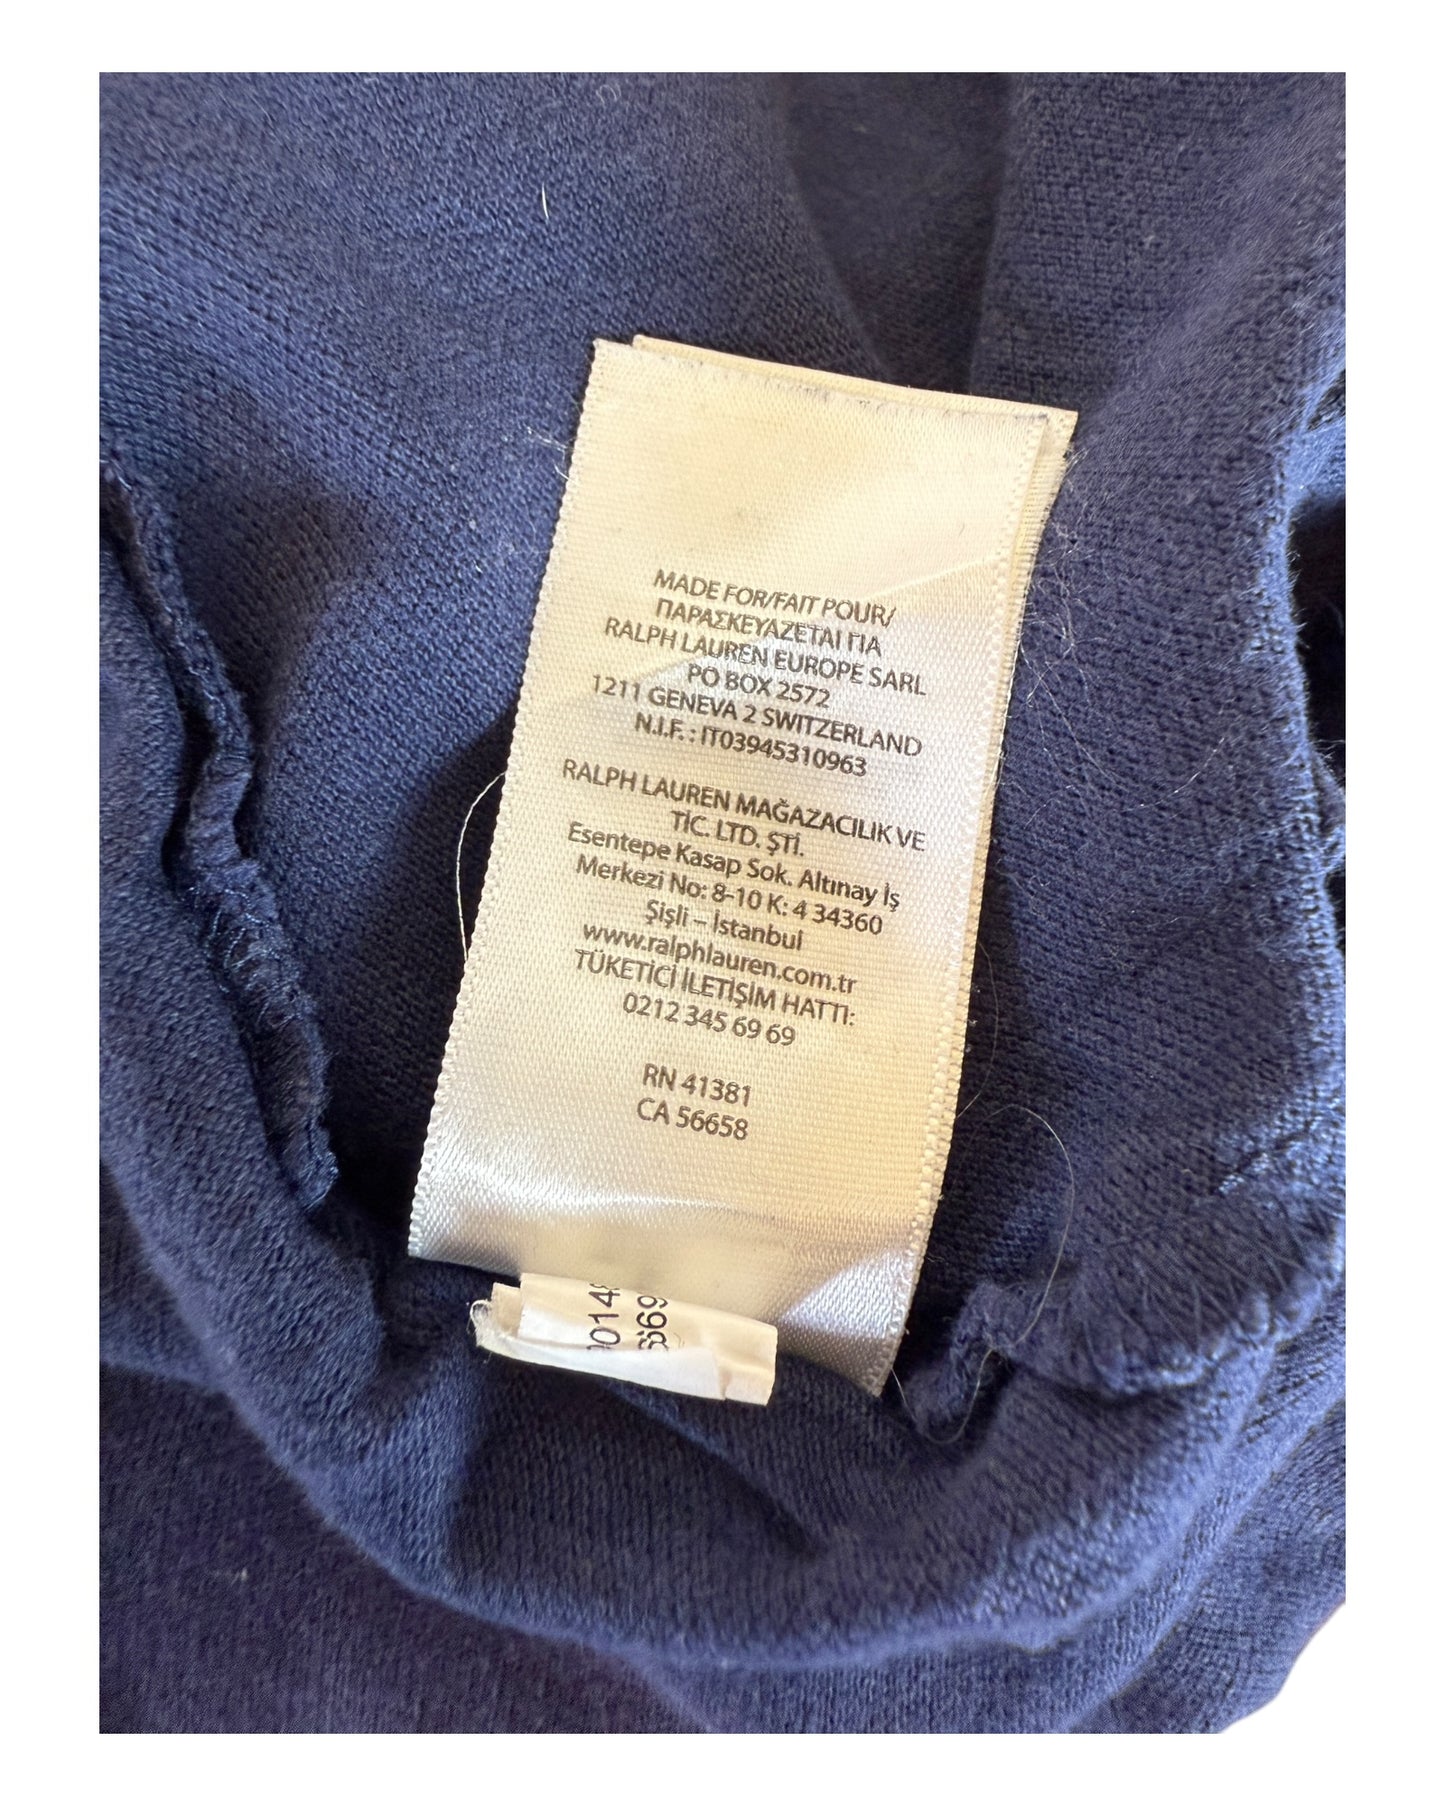 MADE FOR/FAIT POUR/
ΠΑΡΑΣΚΕΥΑΖΕΤΑΙ ΓΙΑ
RALPH LAUREN EUROPE SARL
PO BOX 2572
1211 GENEVA 2 SWITZERLAND
N.I.F. : IT03945310963
RALPH LAUREN MAĞAZACILIK VE
TİC. LTD. ŞTİ.
Esentepe Kasap Sok. Altınay İş
Merkezi No: 8-10 K: 4 34360
Şişli – İstanbul
www.ralphlauren.com.tr
TÜKETİCİ İLETİŞİM HATTI:
0212 345 69 69
RN 41381
CA 56658